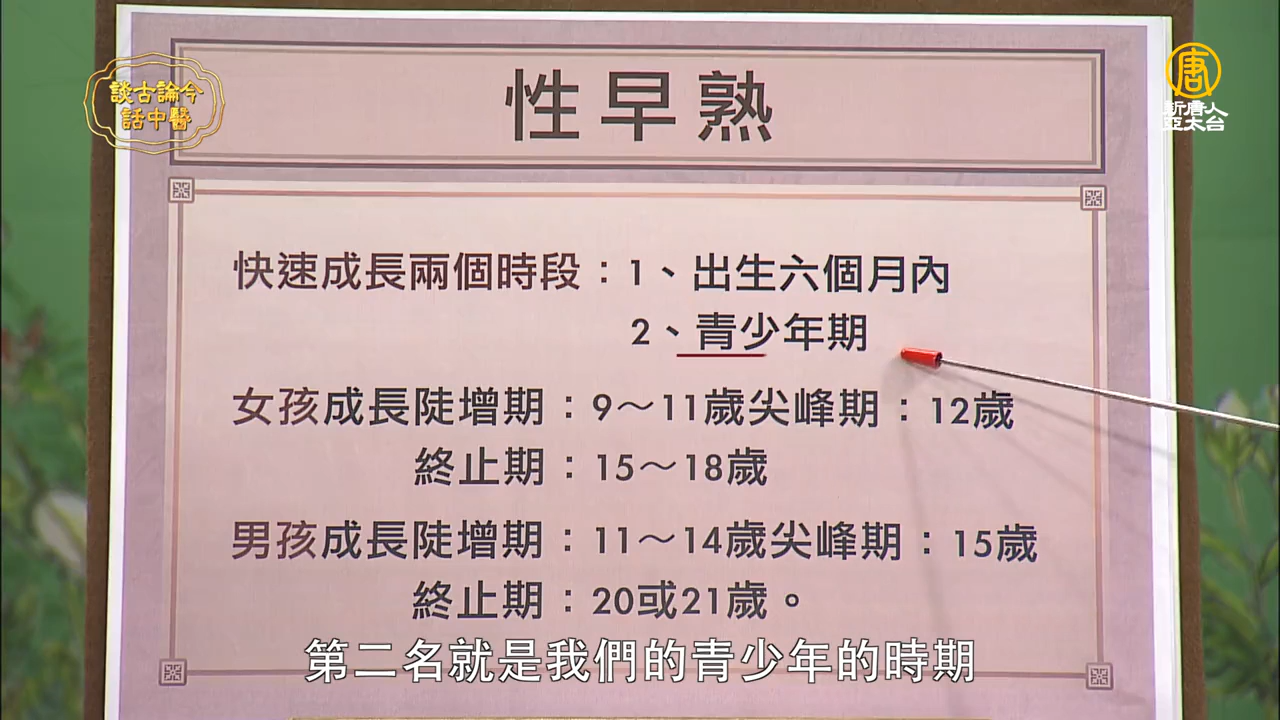 談古論今
話中醫
唐
新唐人
亞太台
性早熟
快速成長兩個時段：1、出生六個月內
2、青少年期
女孩成長陡增期：9～11歲尖峰期：12歲
終止期：15～18歲
男孩成長陡增期：11～14歲尖峰期：15歲
終止期：20或21歲。
第二名就是我們的青少年的時期